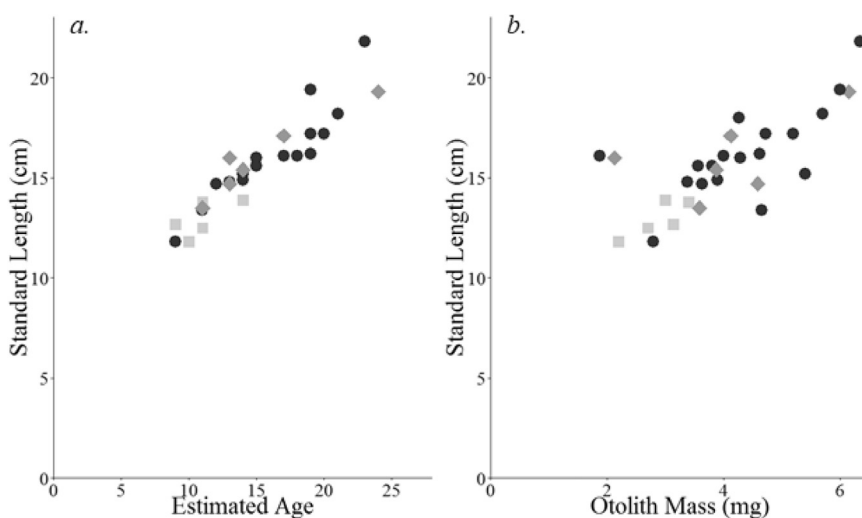 a.
Standard Length (cm)
20
15
10
5
0
0 5 10 15 20 25
Estimated Age
b.
Standard Length (cm)
20
15
10
5
0
0 2 4 6
Otolith Mass (mg)